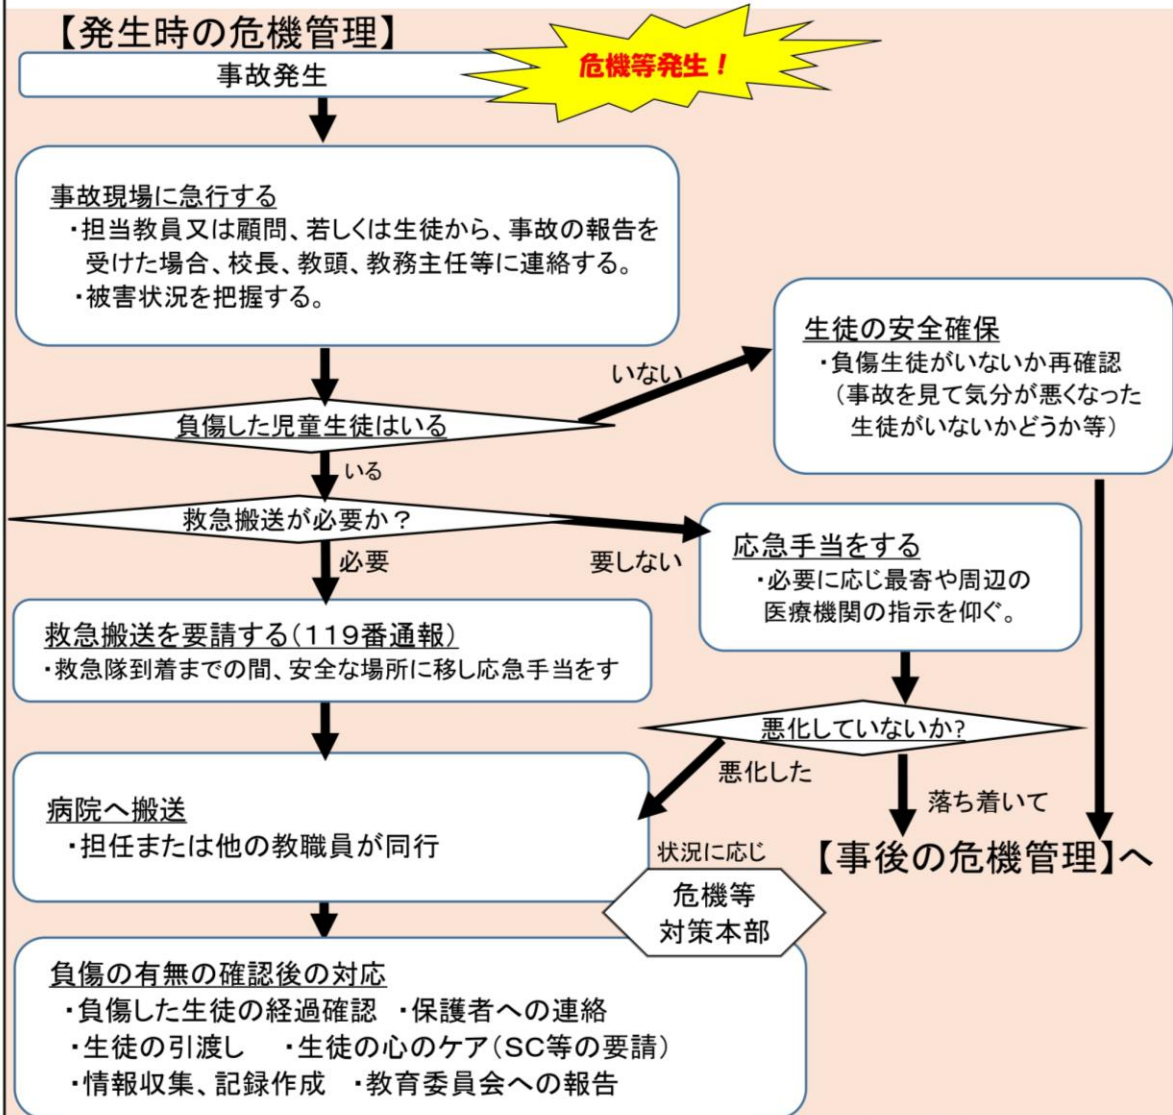 【発生時の危機管理】
危機等発生!
事故発生
事故現場に急行する
・担当教員又は顧問、若しくは生徒から、事故の報告を
受けた場合、校長、教頭、教務主任等に連絡する。
・被害状況を把握する。
生徒の安全確保
・負傷生徒がいないか再確認
(事故を見て気分が悪くなった
生徒がいないかどうか等)
いない
負傷した児童生徒はいる
いる
救急搬送が必要か?
必要
要しない
応急手当をする
・必要に応じ最寄や周辺の
医療機関の指示を仰ぐ。
救急搬送を要請する(119番通報)
・救急隊到着までの間、安全な場所に移し応急手当をす
悪化していないか?
悪化した
落ち着いて
病院へ搬送
・担任または他の教職員が同行
【事後の危機管理】へ
状況に応じ
危機等
対策本部
負傷の有無の確認後の対応
・負傷した生徒の経過確認 ・保護者への連絡
・生徒の引渡し ・生徒の心のケア(SC等の要請)
・情報収集、記録作成 ・教育委員会への報告